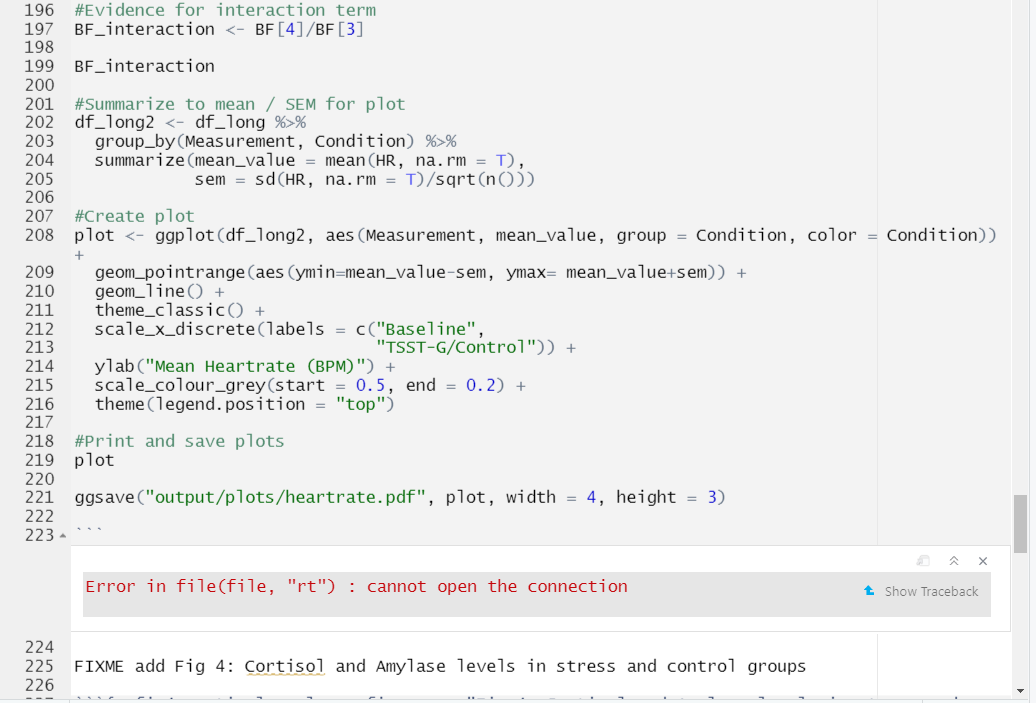 196 #Evidence for interaction term
197 BF_interaction <- BF[4]/BF[3]
198
199 BF_interaction
200
201 #Summarize to mean / SEM for plot
202 df_long2 <- df_long %>%
203   group_by(Measurement, Condition) %>%
204   summarize(mean_value = mean(HR, na.rm = T),
205             sem = sd(HR, na.rm = T)/sqrt(n()))
206
207 #Create plot
208 plot <- ggplot(df_long2, aes(Measurement, mean_value, group = Condition, color = Condition))
+
209   geom_pointrange(aes(ymin=mean_value-sem, ymax= mean_value+sem)) +
210   geom_line() +
211   theme_classic() +
212   scale_x_discrete(labels = c("Baseline",
213                               "TSST-G/Control")) +
214   ylab("Mean Heartrate (BPM)") +
215   scale_colour_grey(start = 0.5, end = 0.2) +
216   theme(legend.position = "top")
217
218 #Print and save plots
219 plot
220
221 ggsave("output/plots/heartrate.pdf", plot, width = 4, height = 3)
222
223 ```
Error in file(file, "rt") : cannot open the connection
Show Traceback
224
225 FIXME add Fig 4: Cortisol and Amylase levels in stress and control groups
226